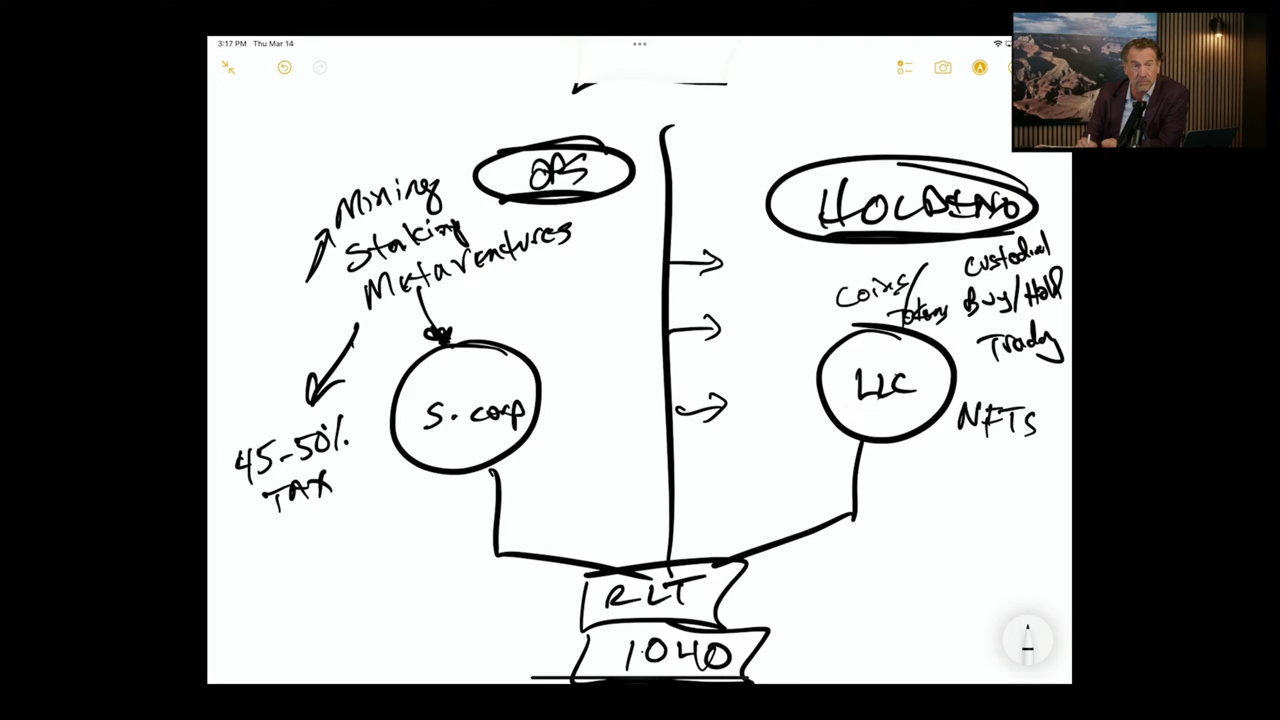 3:17 PM Thu Mar 14
OPS
Mining
Staking
Metaventures
S. corp
45-50%
TAX
HOLDING
Coins/
Tokens
Custodial
Buy/Hold
Trading
LLC
NFTS
RLT
1040